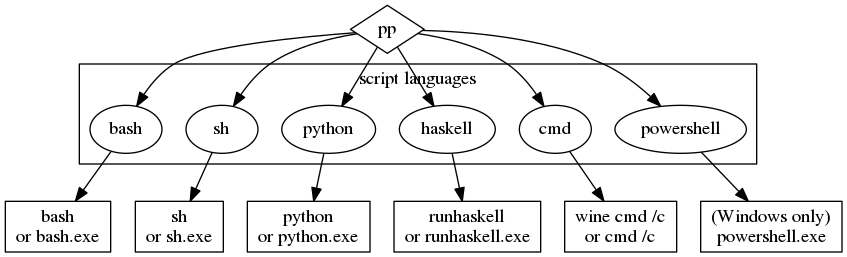 pp
script languages
bash
sh
python
haskell
cmd
powershell
bash
or bash.exe
sh
or sh.exe
python
or python.exe
runhaskell
or runhaskell.exe
wine cmd /c
or cmd /c
(Windows only)
powershell.exe